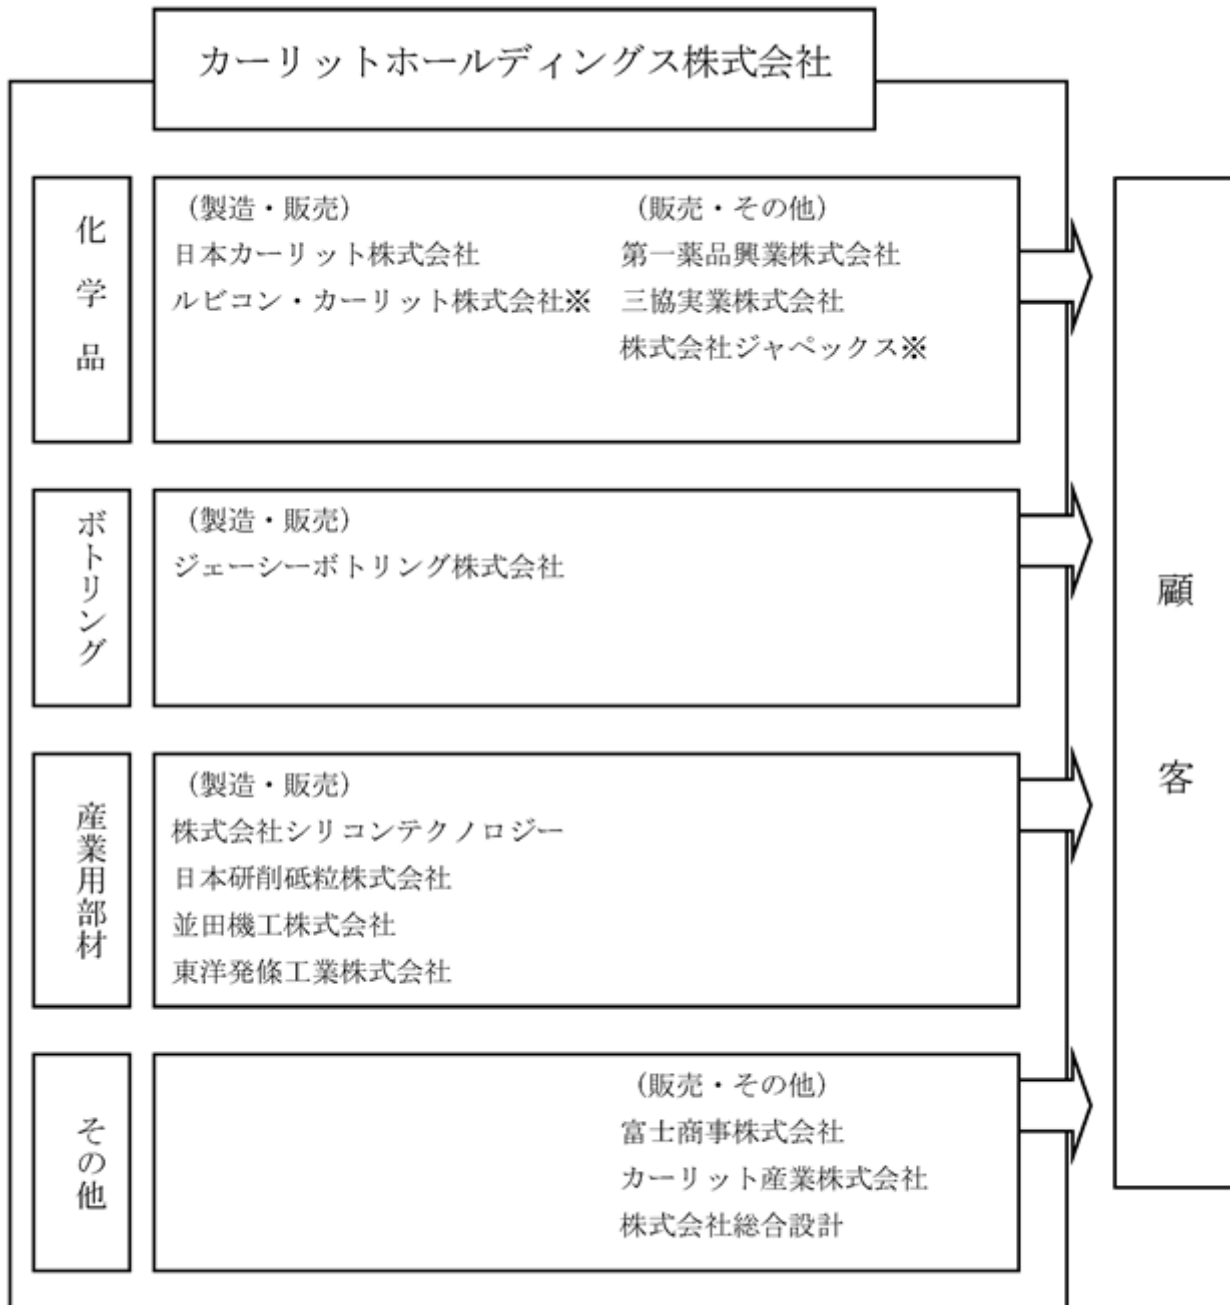 カーリットホールディングス株式会社
化学品
（製造・販売）
日本カーリット株式会社
ルビコン・カーリット株式会社※
（販売・その他）
第一薬品興業株式会社
三協実業株式会社
株式会社ジャペックス※
ボトリング
（製造・販売）
ジェーシーボトリング株式会社
産業用部材
（製造・販売）
株式会社シリコンテクノロジー
日本研削砥粒株式会社
並田機工株式会社
東洋発條工業株式会社
その他
（販売・その他）
富士商事株式会社
カーリット産業株式会社
株式会社総合設計
顧客